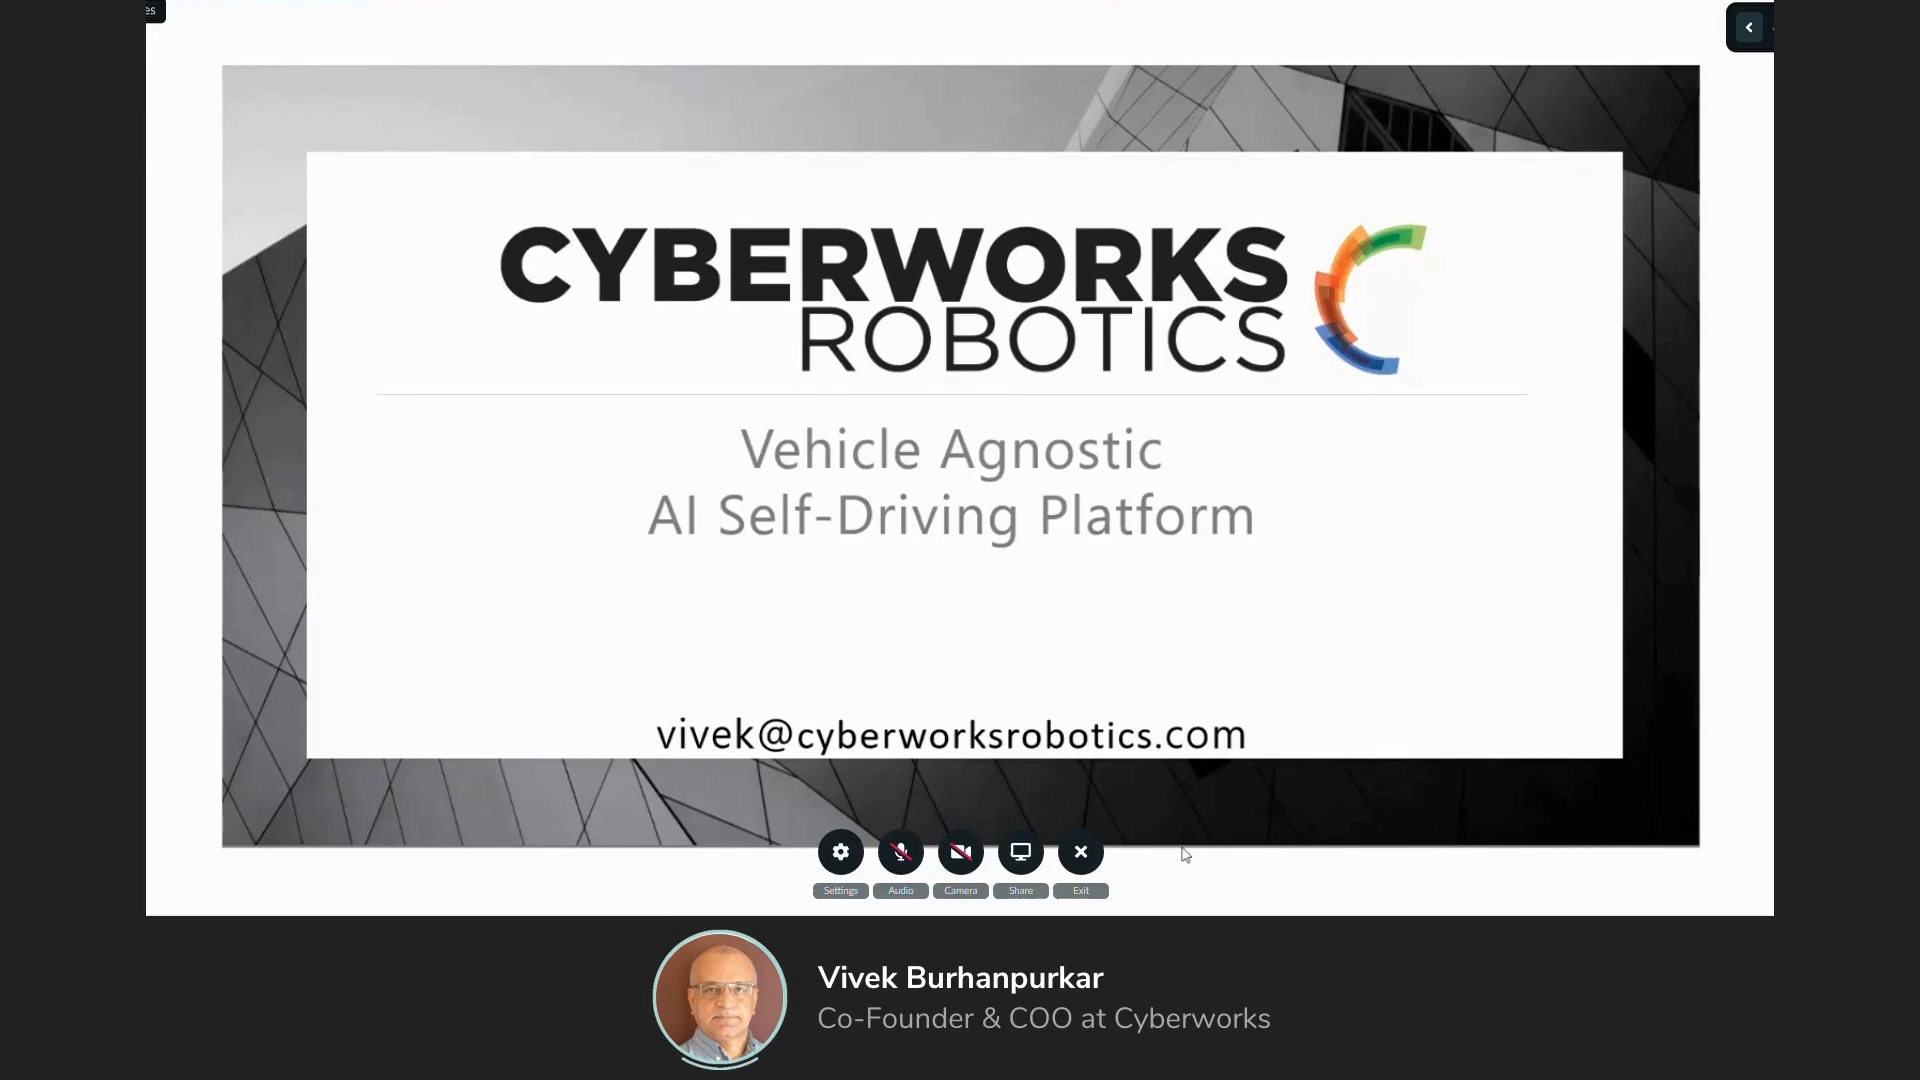 es
CYBERWORKS
ROBOTICS
Vehicle Agnostic
AI Self-Driving Platform
vivek@cyberworksrobotics.com
Settings Audio Camera Share Exit
Vivek Burhanpurkar
Co-Founder & COO at Cyberworks